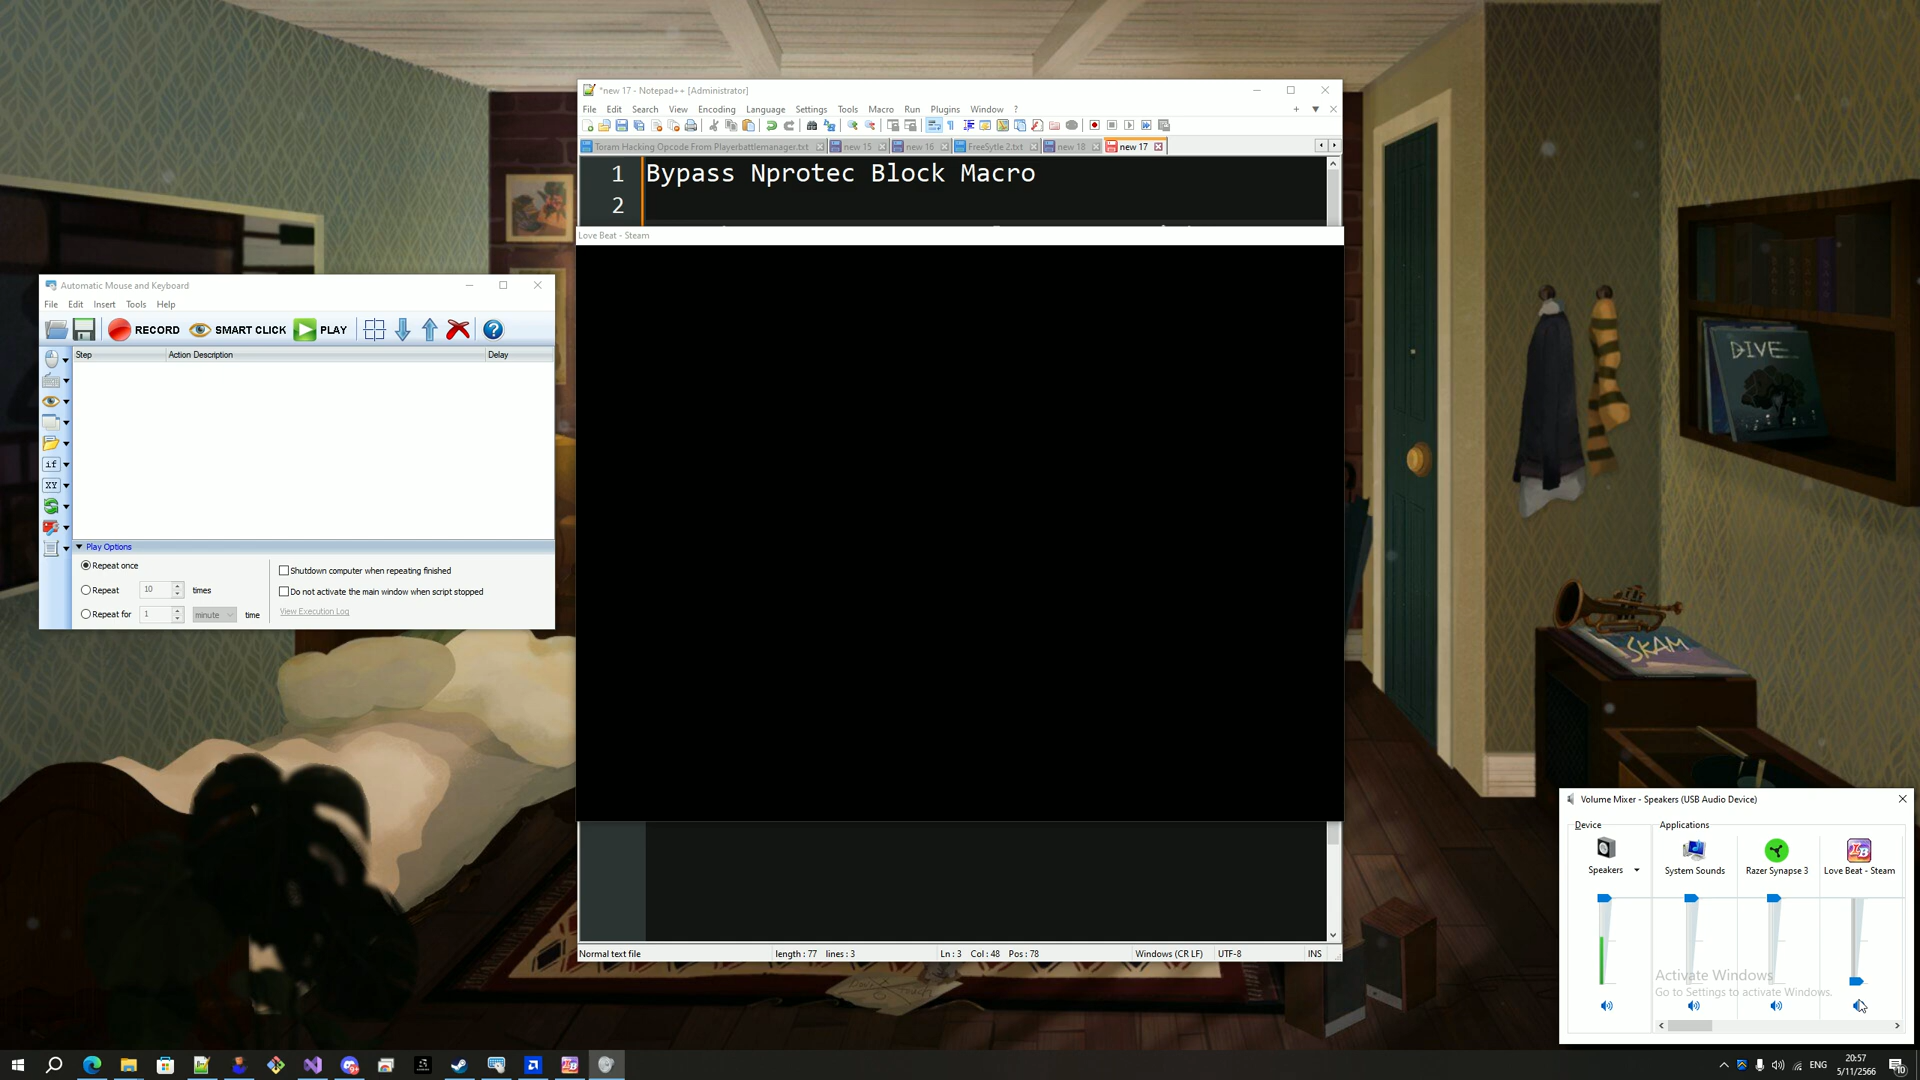 *new 17 - Notepad++ [Administrator]
File Edit Search View Encoding Language Settings Tools Macro Run Plugins Window ?
Toram Hacking Opcode From Playerbattlemanager.txt new 15 new 16 FreeSytle 2.txt new 18 new 17
1 Bypass Nprotec Block Macro
2
Love Beat - Steam
Normal text file length : 77 lines : 3 Ln : 3 Col : 48 Pos : 78 Windows (CR LF) UTF-8 INS
Automatic Mouse and Keyboard
File Edit Insert Tools Help
RECORD SMART CLICK PLAY
Step Action Description Delay
if
XY
Play Options
Repeat once
Repeat 10 times
Repeat for 1 minute time
Shutdown computer when repeating finished
Do not activate the main window when script stopped
View Execution Log
DIVE
SKAM
Volume Mixer - Speakers (USB Audio Device)
Device Applications
Speakers System Sounds Razer Synapse 3 Love Beat - Steam
Activate Windows
Go to Settings to activate Windows.
ENG
20:57
5/11/2566
10